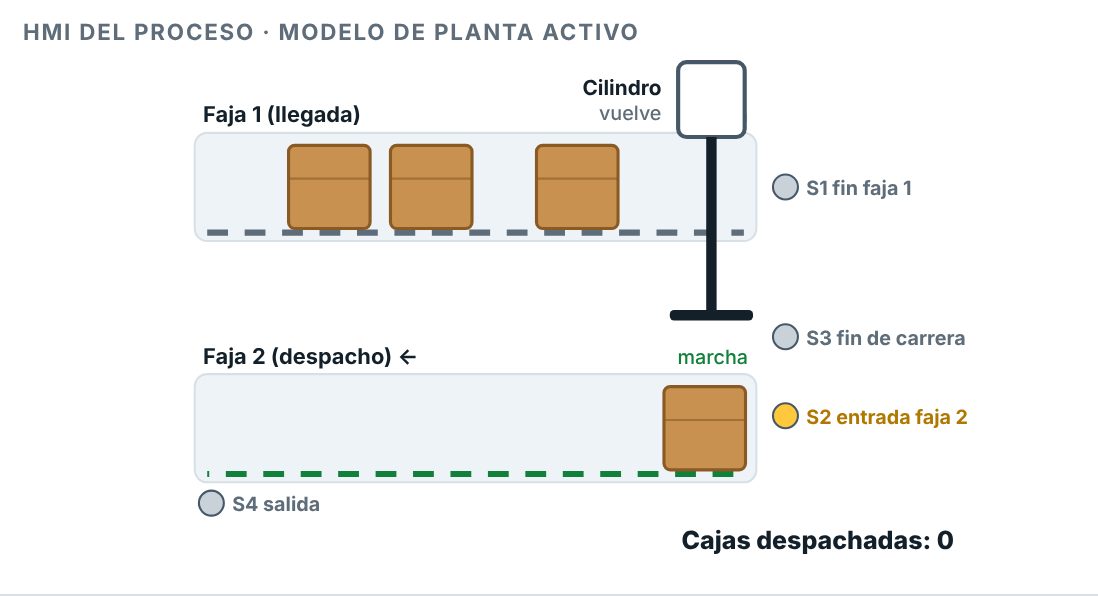 HMI DEL PROCESO · MODELO DE PLANTA ACTIVO
Cilindro
vuelve
Faja 1 (llegada)
S1 fin faja 1
S3 fin de carrera
Faja 2 (despacho) ←
marcha
S2 entrada faja 2
S4 salida
Cajas despachadas: 0